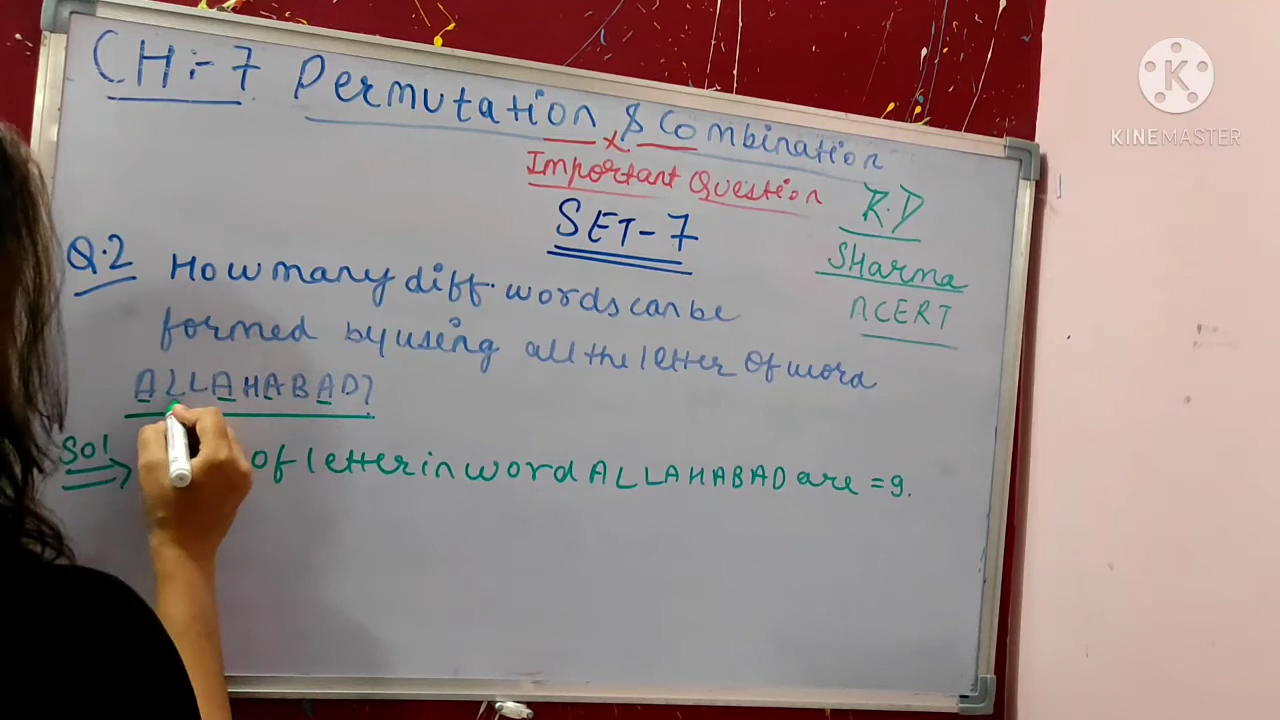 CH:- 7 Permutation & Combination
Important Question
SET-7
R.D
SHarma
NCERT
Q.2 How many diff. words can be
formed by using all the letter of word
ALLAHABAD?
Sol of letter in word ALLAHABAD are = 9.
K
KINEMASTER